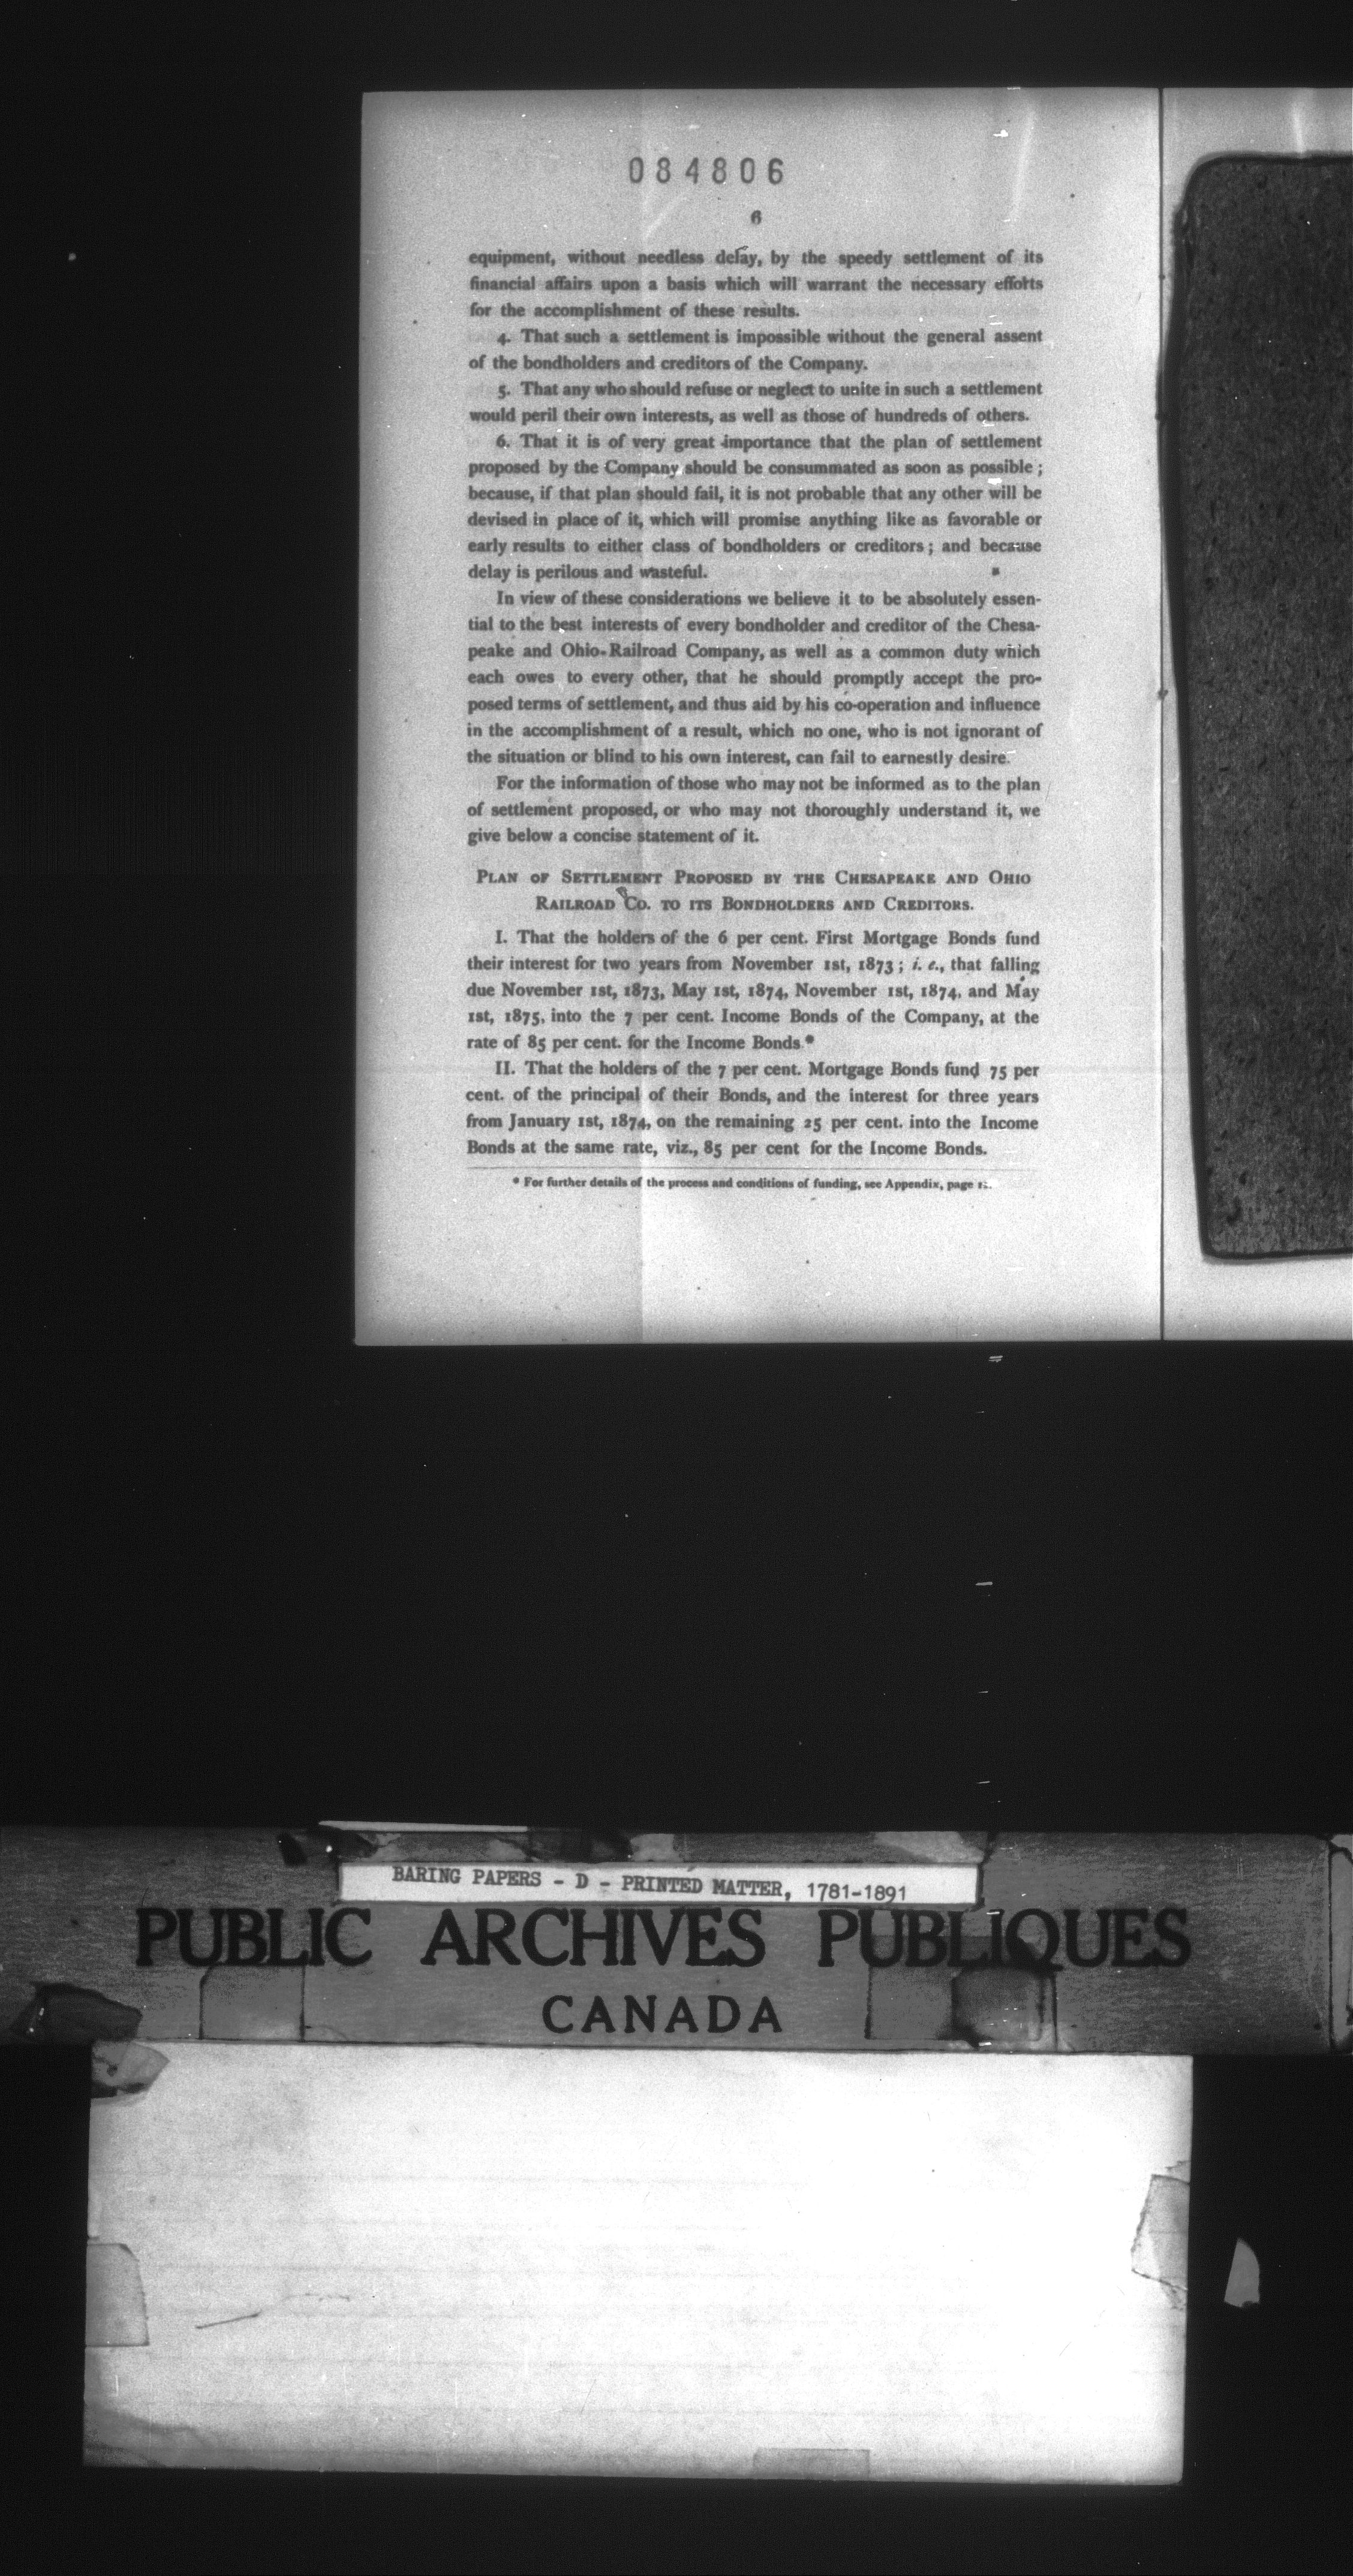 084806
6
equipment, without needless delay, by the speedy settlement of its
financial affairs upon a basis which will warrant the necessary efforts
for the accomplishment of these results.
4. That such a settlement is impossible without the general assent
of the bondholders and creditors of the Company.
5. That any who should refuse or neglect to unite in such a settlement
would peril their own interests, as well as those of hundreds of others.
6. That it is of very great importance that the plan of settlement
proposed by the Company should be consummated as soon as possible;
because, if that plan should fail, it is not probable that any other will be
devised in place of it, which will promise anything like as favorable or
early results to either class of bondholders or creditors; and because
delay is perilous and wasteful.
In view of these considerations we believe it to be absolutely essen-
tial to the best interests of every bondholder and creditor of the Chesa-
peake and Ohio Railroad Company, as well as a common duty which
each owes to every other, that he should promptly accept the pro-
posed terms of settlement, and thus aid by his co-operation and influence
in the accomplishment of a result, which no one, who is not ignorant of
the situation or blind to his own interest, can fail to earnestly desire.
For the information of those who may not be informed as to the plan
of settlement proposed, or who may not thoroughly understand it, we
give below a concise statement of it.
PLAN OF SETTLEMENT PROPOSED BY THE CHESAPEAKE AND OHIO
RAILROAD CO. TO ITS BONDHOLDERS AND CREDITORS.
I. That the holders of the 6 per cent. First Mortgage Bonds fund
their interest for two years from November 1st, 1873; i. e., that falling
due November 1st, 1873, May 1st, 1874, November 1st, 1874, and May
1st, 1875, into the 7 per cent. Income Bonds of the Company, at the
rate of 85 per cent. for the Income Bonds.*
II. That the holders of the 7 per cent. Mortgage Bonds fund 75 per
cent. of the principal of their Bonds, and the interest for three years
from January 1st, 1874, on the remaining 25 per cent. into the Income
Bonds at the same rate, viz., 85 per cent for the Income Bonds.
* For further details of the process and conditions of funding, see Appendix, page
BARING PAPERS - D - PRINTED MATTER, 1781-1891
PUBLIC ARCHIVES PUBLIQUES
CANADA